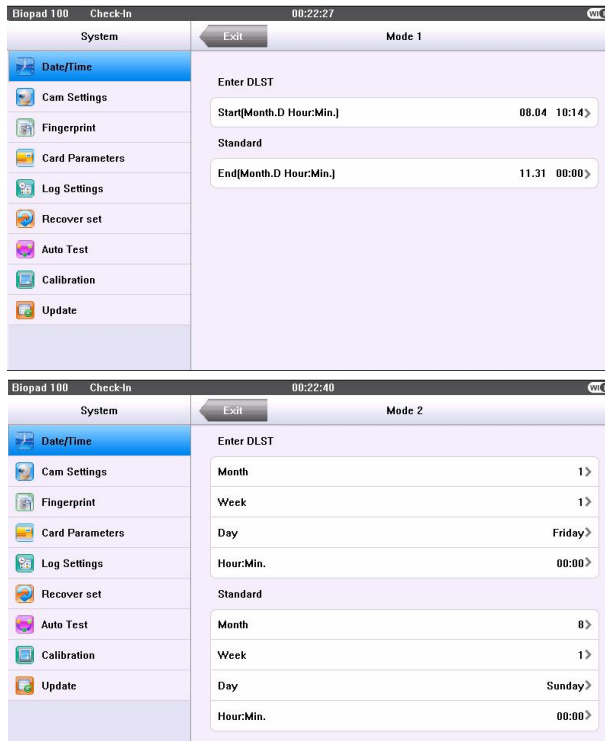 Biopad 100 Check-In 00:22:27
System Exit Mode 1
Date/Time
Enter DLST
Cam Settings
Start(Month.D Hour:Min.) 08.04 10:14
Fingerprint
Standard
Card Parameters
End(Month.D Hour:Min.) 11.31 00:00
Log Settings
Recover set
Auto Test
Calibration
Update
Biopad 100 Check-In 00:22:40
System Exit Mode 2
Date/Time Enter DLST
Cam Settings Month 1
Fingerprint Week 1
Card Parameters Day Friday
Log Settings Hour:Min. 00:00
Recover set Standard
Auto Test Month 8
Calibration Week 1
Update Day Sunday
Hour:Min. 00:00